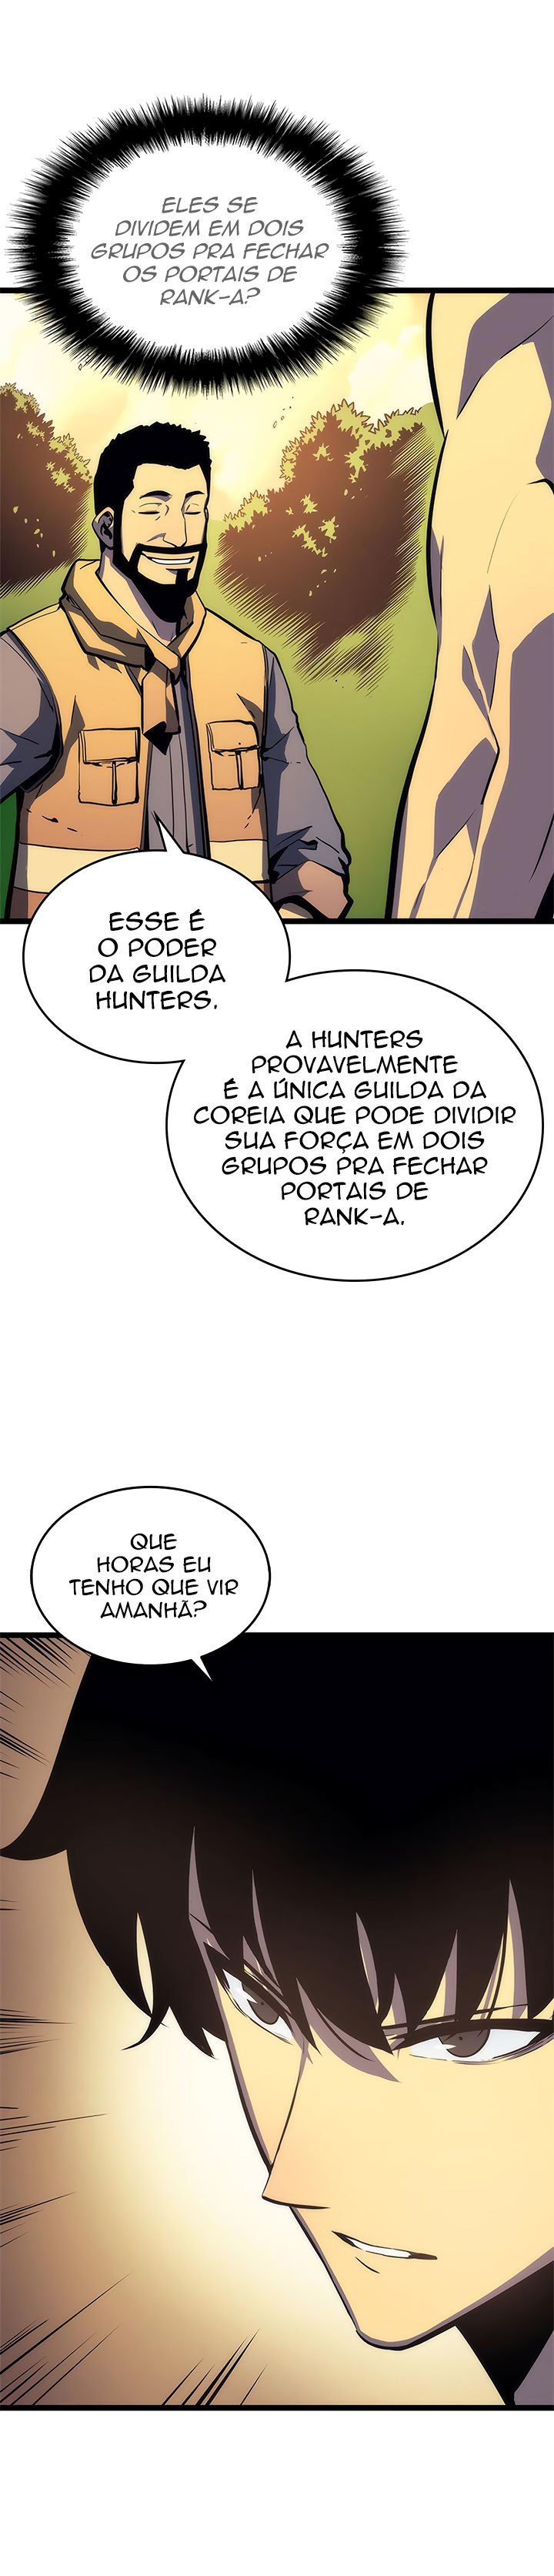 ELES SE
DIVIDEM EM DOIS
GRUPOS PRA FECHAR
OS PORTAIS DE
RANK-A?
ESSE É
O PODER
DA GUILDA
HUNTERS.
A HUNTERS
PROVAVELMENTE
É A ÚNICA GUILDA DA
COREIA QUE PODE DIVIDIR
SUA FORÇA EM DOIS
GRUPOS PRA FECHAR
PORTAIS DE
RANK-A.
QUE
HORAS EU
TENHO QUE VIR
AMANHÃ?